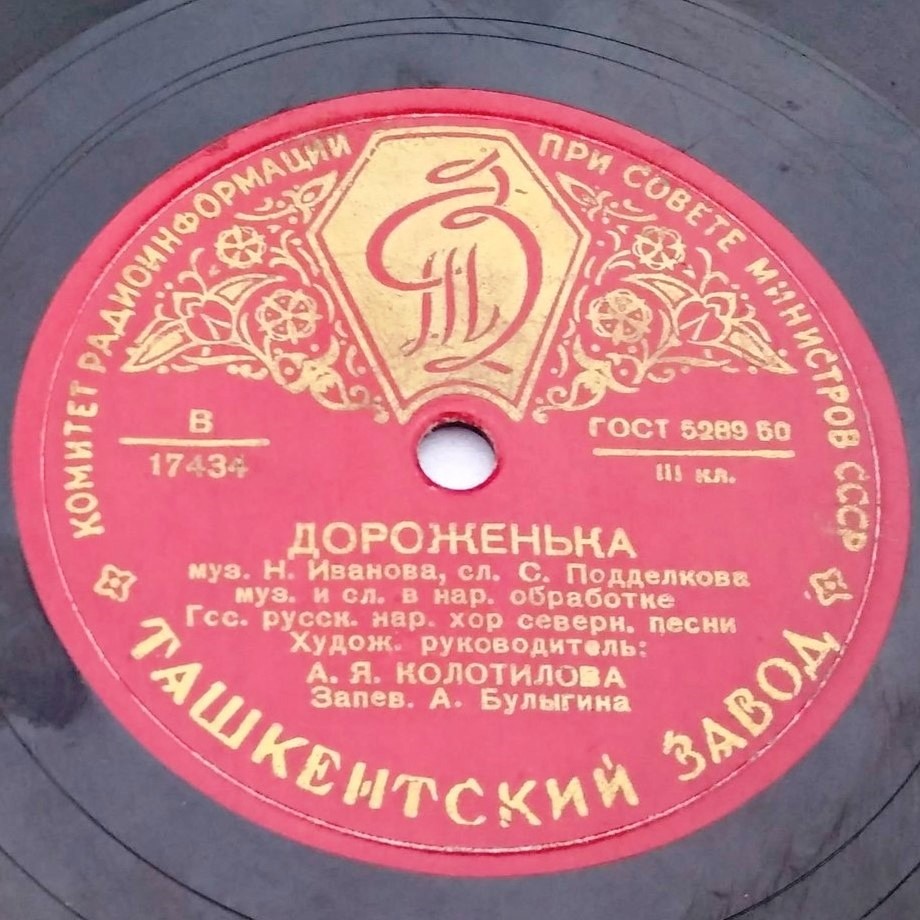 КОМИТЕТ РАДИОИНФОРМАЦИИ ПРИ СОВЕТЕ МИНИСТРОВ СССР
В
17434
ГОСТ 5289 50
III кл.
ДОРОЖЕНЬКА
муз. Н. Иванова, сл. С. Подделкова
муз. и сл. в нар. обработке
Гос. русск. нар. хор северн. песни
Худож. руководитель:
А. Я. КОЛОТИЛОВА
Запев. А. Булыгина
ТАШКЕНТСКИЙ ЗАВОД